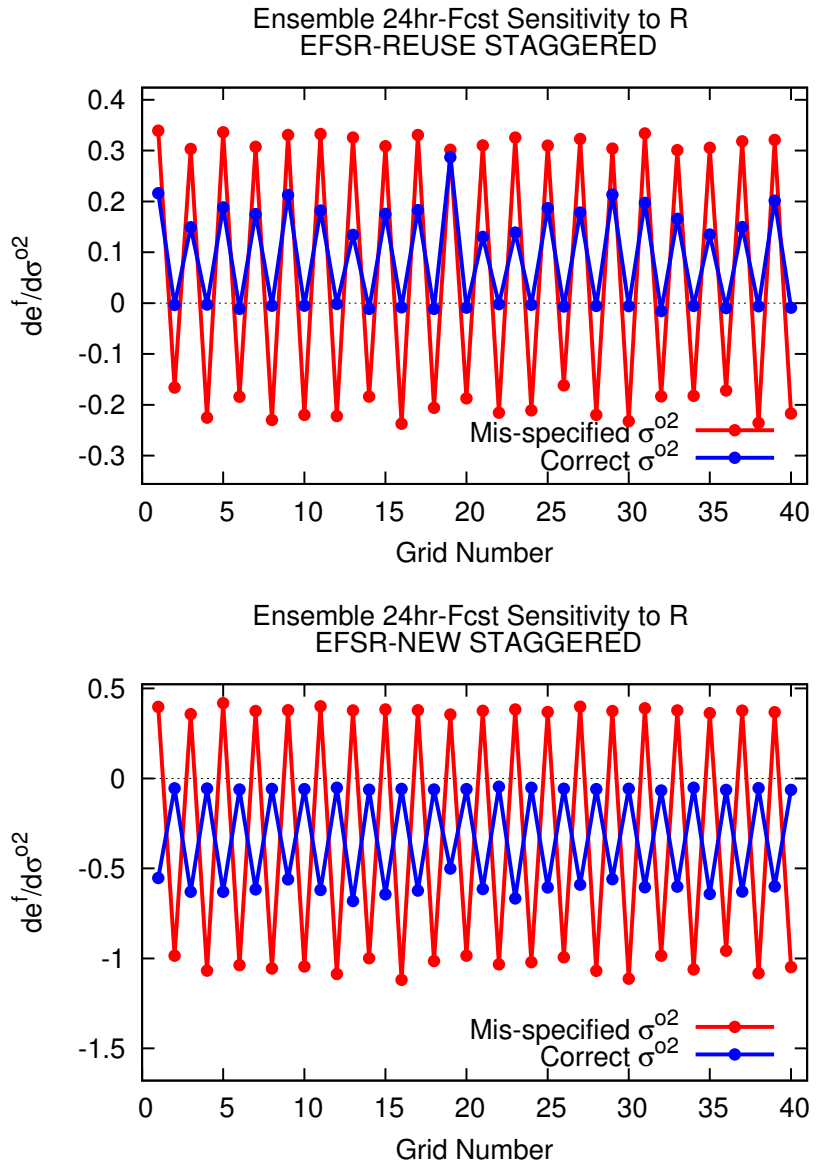 Ensemble 24hr-Fcst Sensitivity to R
EFSR-REUSE STAGGERED
0.4
0.3
0.2
0.1
0
-0.1
-0.2
-0.3
de^f/dσ^o2
Mis-specified σ^o2
Correct σ^o2
0 5 10 15 20 25 30 35 40
Grid Number
Ensemble 24hr-Fcst Sensitivity to R
EFSR-NEW STAGGERED
0.5
0
-0.5
-1
-1.5
de^f/dσ^o2
Mis-specified σ^o2
Correct σ^o2
0 5 10 15 20 25 30 35 40
Grid Number